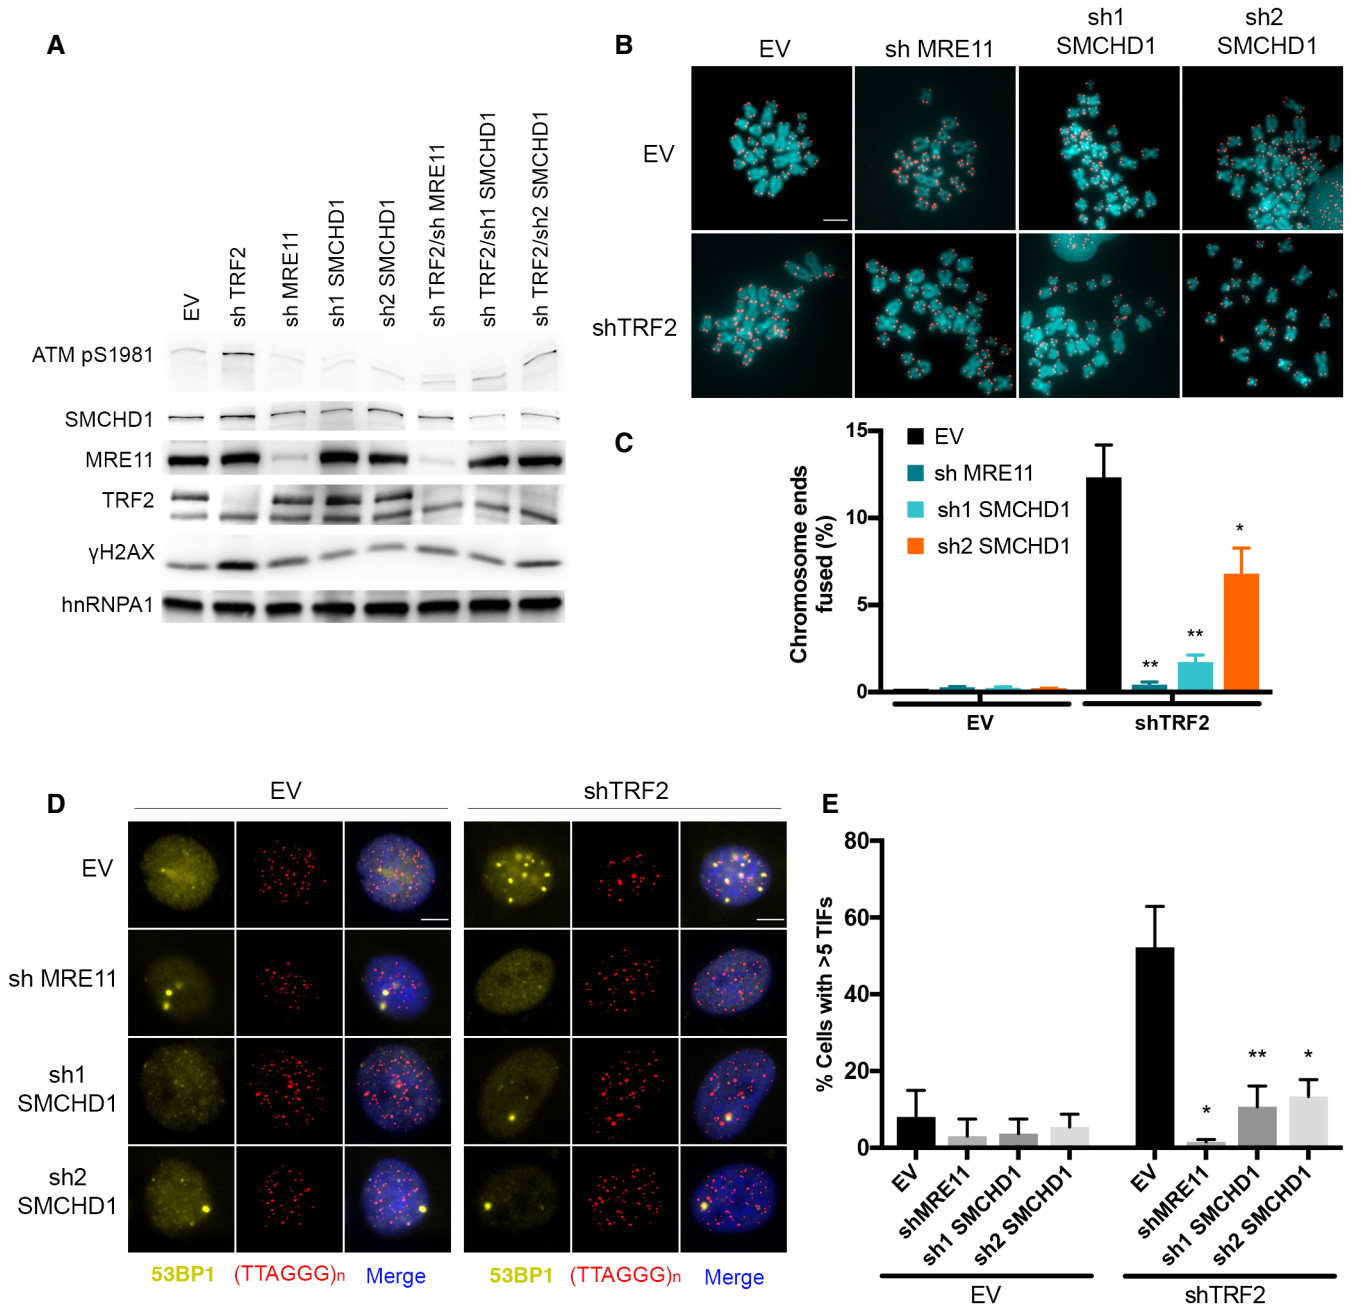 A
EV
sh TRF2
sh MRE11
sh1 SMCHD1
sh2 SMCHD1
sh TRF2/sh MRE11
sh TRF2/sh1 SMCHD1
sh TRF2/sh2 SMCHD1
ATM pS1981
SMCHD1
MRE11
TRF2
γH2AX
hnRNPA1
B
EV
sh MRE11
sh1
SMCHD1
sh2
SMCHD1
EV
shTRF2
C
Chromosome ends
fused (%)
15
10
5
0
EV
sh MRE11
sh1 SMCHD1
sh2 SMCHD1
**
**
*
EV
shTRF2
D
EV
shTRF2
EV
sh MRE11
sh1
SMCHD1
sh2
SMCHD1
53BP1
(TTAGGG)n
Merge
53BP1
(TTAGGG)n
Merge
E
% Cells with >5 TIFs
80
60
40
20
0
*
**
*
EV
shMRE11
sh1 SMCHD1
sh2 SMCHD1
EV
shMRE11
sh1 SMCHD1
sh2 SMCHD1
EV
shTRF2